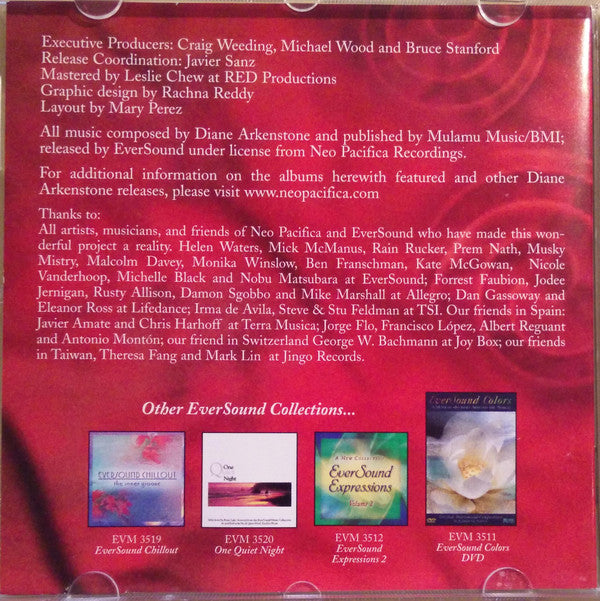 Executive Producers: Craig Weeding, Michael Wood and Bruce Stanford
Release Coordination: Javier Sanz
Mastered by Leslie Chew at RED Productions
Graphic design by Rachna Reddy
Layout by Mary Perez
All music composed by Diane Arkenstone and published by Mulamu Music/BMI;
released by EverSound under license from Neo Pacifica Recordings.
For additional information on the albums herewith featured and other Diane
Arkenstone releases, please visit www.neopacifica.com
Thanks to:
All artists, musicians, and friends of Neo Pacifica and EverSound who have made this won-
derful project a reality. Helen Waters, Mick McManus, Rain Rucker, Prem Nath, Musky
Mistry, Malcolm Davey, Monika Winslow, Ben Franschman, Kate McGowan, Nicole
Vanderhoop, Michelle Black and Nobu Matsubara at EverSound; Forrest Faubion, Jodee
Jernigan, Rusty Allison, Damon Sgobbo and Mike Marshall at Allegro; Dan Gassoway and
Eleanor Ross at Lifedance; Irma de Avila, Steve & Stu Feldman at TSI. Our friends in Spain:
Javier Amate and Chris Harhoff at Terra Musica; Jorge Flo, Francisco López, Albert Reguant
and Antonio Montón; our friend in Switzerland George W. Bachmann at Joy Box; our friends
in Taiwan, Theresa Fang and Mark Lin at Jingo Records.
Other EverSound Collections...
EVERSOUND CHILLOUT
the inner groove
One
Q
Night
A New Collection
EverSound
Expressions
Volume 2
EverSound Colors
DVD
EVM 3519
EverSound Chillout
EVM 3520
One Quiet Night
EVM 3512
EverSound
Expressions 2
EVM 3511
EverSound Colors
DVD